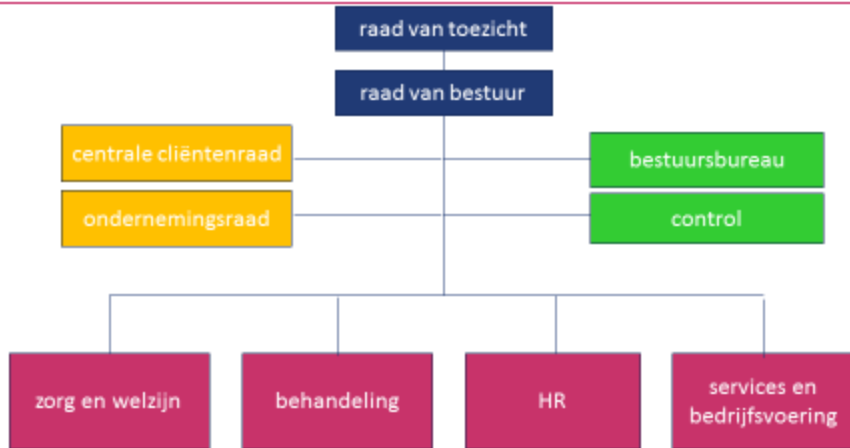 raad van toezicht
raad van bestuur
centrale cliëntenraad
bestuursbureau
ondernemingsraad
control
zorg en welzijn
behandeling
HR
services en
bedrijfsvoering